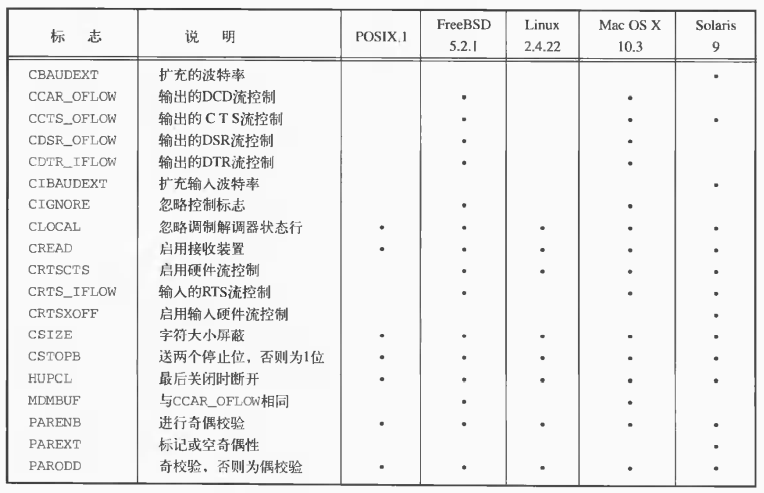 标 志 说 明 POSIX.1 FreeBSD 5.2.1 Linux 2.4.22 Mac OS X 10.3 Solaris 9
CBAUDEXT 扩充的波特率 •
CCAR_OFLOW 输出的DCD流控制 • •
CCTS_OFLOW 输出的 C T S流控制 • • •
CDSR_OFLOW 输出的DSR流控制 • •
CDTR_IFLOW 输出的DTR流控制 • •
CIBAUDEXT 扩充输入波特率 •
CIGNORE 忽略控制标志 • •
CLOCAL 忽略调制解调器状态行 • • • • •
CREAD 启用接收装置 • • • • •
CRTSCTS 启用硬件流控制 • • • •
CRTS_IFLOW 输入的RTS流控制 • • •
CRTSXOFF 启用输入硬件流控制 •
CSIZE 字符大小屏蔽 • • • • •
CSTOPB 送两个停止位，否则为1位 • • • • •
HUPCL 最后关闭时断开 • • • • •
MDMBUF 与CCAR_OFLOW相同 • •
PARENB 进行奇偶校验 • • • • •
PAREXT 标记或空奇偶性 •
PARODD 奇校验，否则为偶校验 • • • • •